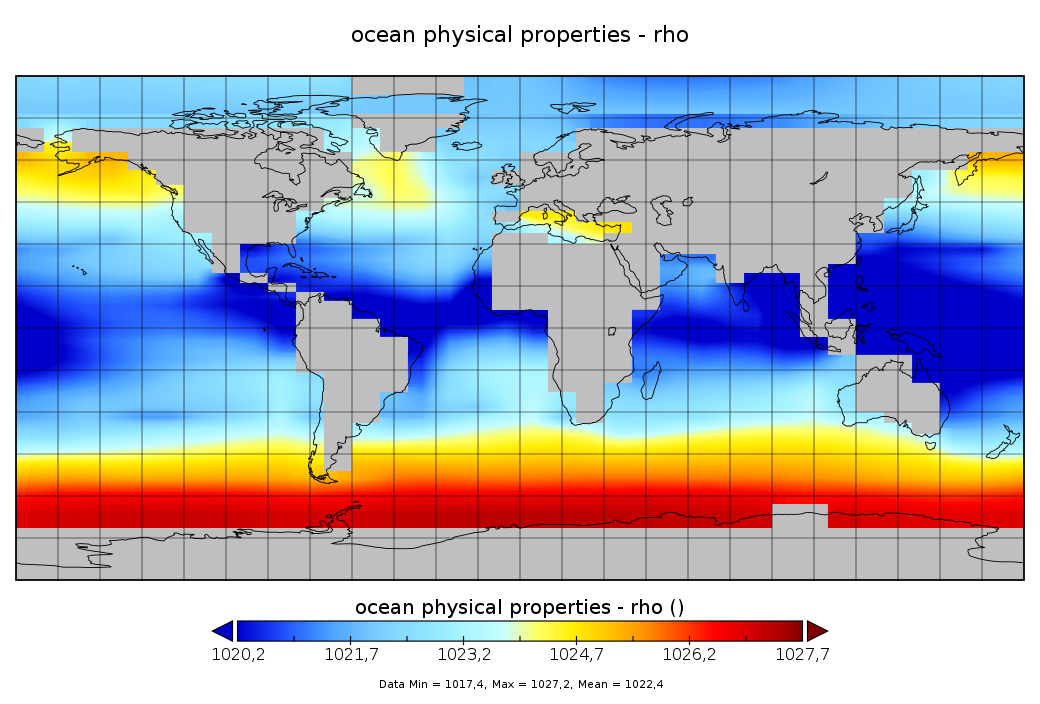 ocean physical properties - rho
ocean physical properties - rho ()
1020,2 1021,7 1023,2 1024,7 1026,2 1027,7
Data Min = 1017,4, Max = 1027,2, Mean = 1022,4